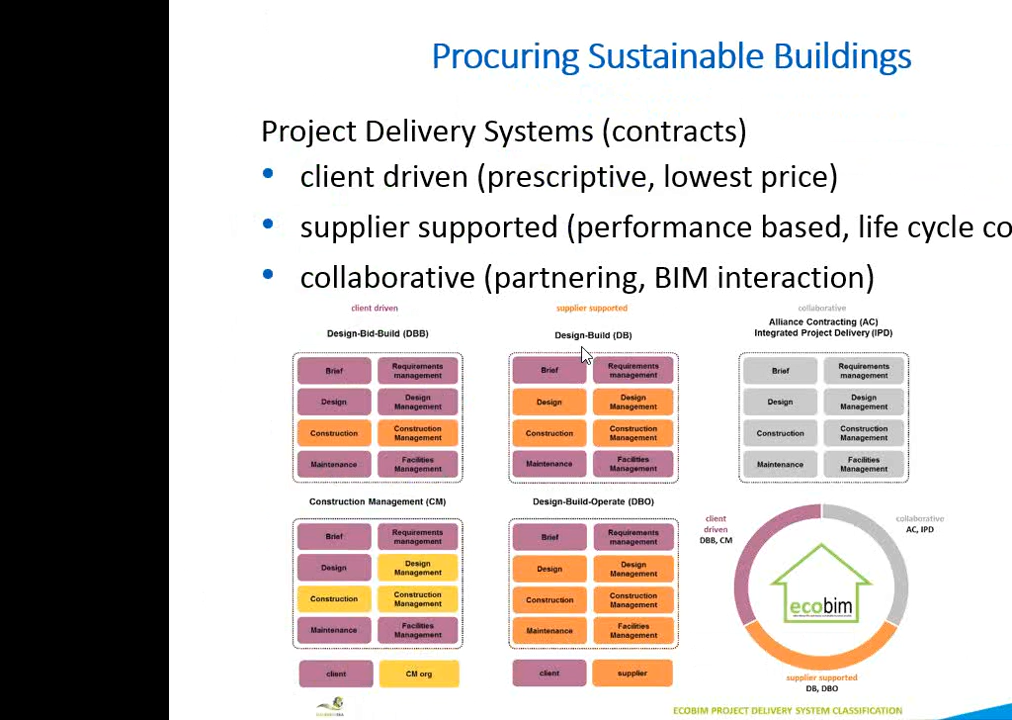 Procuring Sustainable Buildings
Project Delivery Systems (contracts)
• client driven (prescriptive, lowest price)
• supplier supported (performance based, life cycle co
• collaborative (partnering, BIM interaction)
client driven
Design-Bid-Build (DBB)
Brief
Requirements
management
Design
Design
Management
Construction
Construction
Management
Maintenance
Facilities
Management
supplier supported
Design-Build (DB)
Brief
Requirements
management
Design
Design
Management
Construction
Construction
Management
Maintenance
Facilities
Management
collaborative
Alliance Contracting (AC)
Integrated Project Delivery (IPD)
Brief
Requirements
management
Design
Design
Management
Construction
Construction
Management
Maintenance
Facilities
Management
Construction Management (CM)
Brief
Requirements
management
Design
Design
Management
Construction
Construction
Management
Maintenance
Facilities
Management
client
CM org
Design-Build-Operate (DBO)
Brief
Requirements
management
Design
Design
Management
Construction
Construction
Management
Maintenance
Facilities
Management
client
supplier
client
driven
DBB, CM
collaborative
AC, IPD
ecobim
supplier supported
DB, DBO
ECOBIM PROJECT DELIVERY SYSTEM CLASSIFICATION